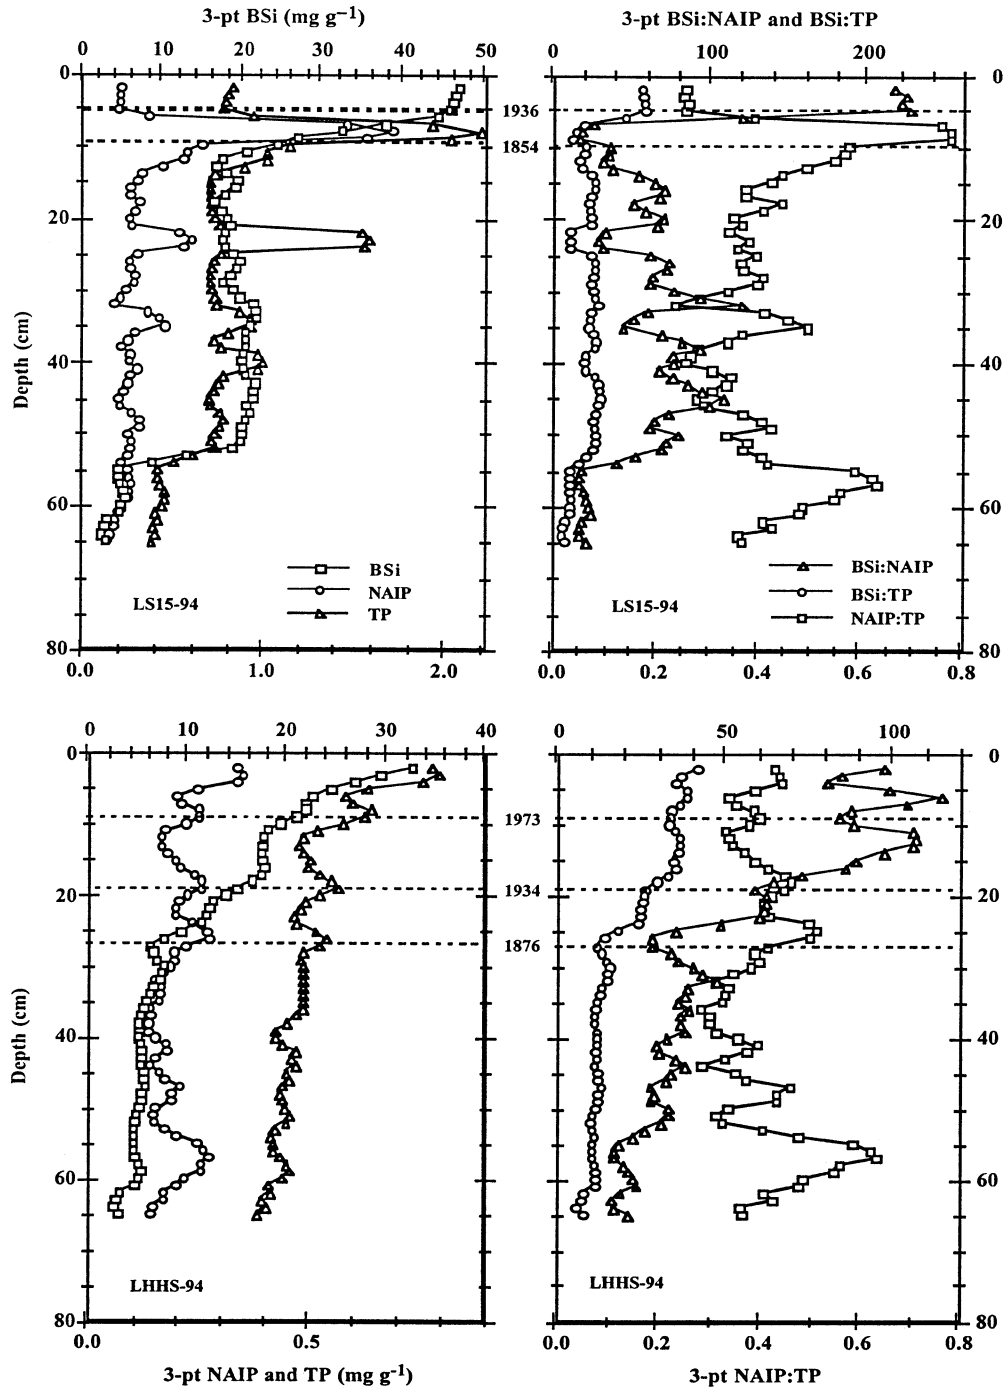 3-pt BSi (mg g⁻¹)
0 10 20 30 40 50
0
20
40
60
80
Depth (cm)
BSi
NAIP
TP
LS15-94
0.0 1.0 2.0
3-pt BSi:NAIP and BSi:TP
0 100 200
1936
1854
0
20
40
60
80
BSi:NAIP
BSi:TP
NAIP:TP
LS15-94
0.0 0.2 0.4 0.6 0.8
0 10 20 30 40
0
20
40
60
80
Depth (cm)
LHHS-94
0.0 0.5
3-pt NAIP and TP (mg g⁻¹)
0 50 100
1973
1934
1876
0
20
40
60
80
LHHS-94
0.0 0.2 0.4 0.6 0.8
3-pt NAIP:TP